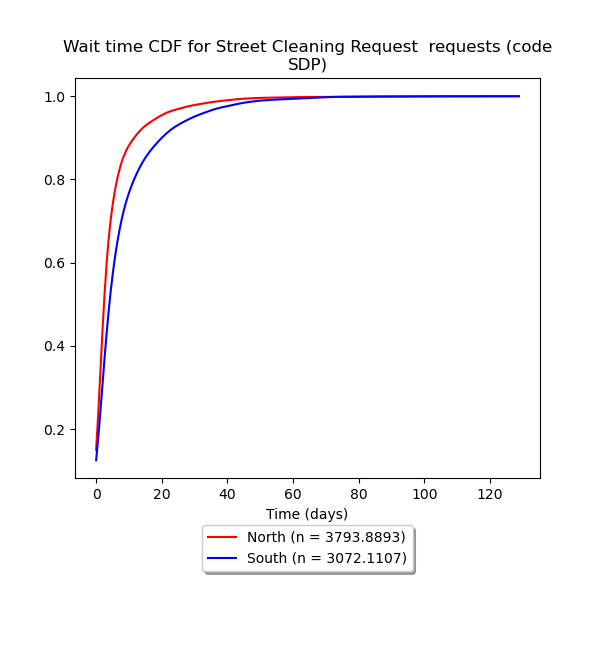 Wait time CDF for Street Cleaning Request  requests (code
SDP)
1.0
0.8
0.6
0.4
0.2
0 20 40 60 80 100 120
Time (days)
North (n = 3793.8893)
South (n = 3072.1107)